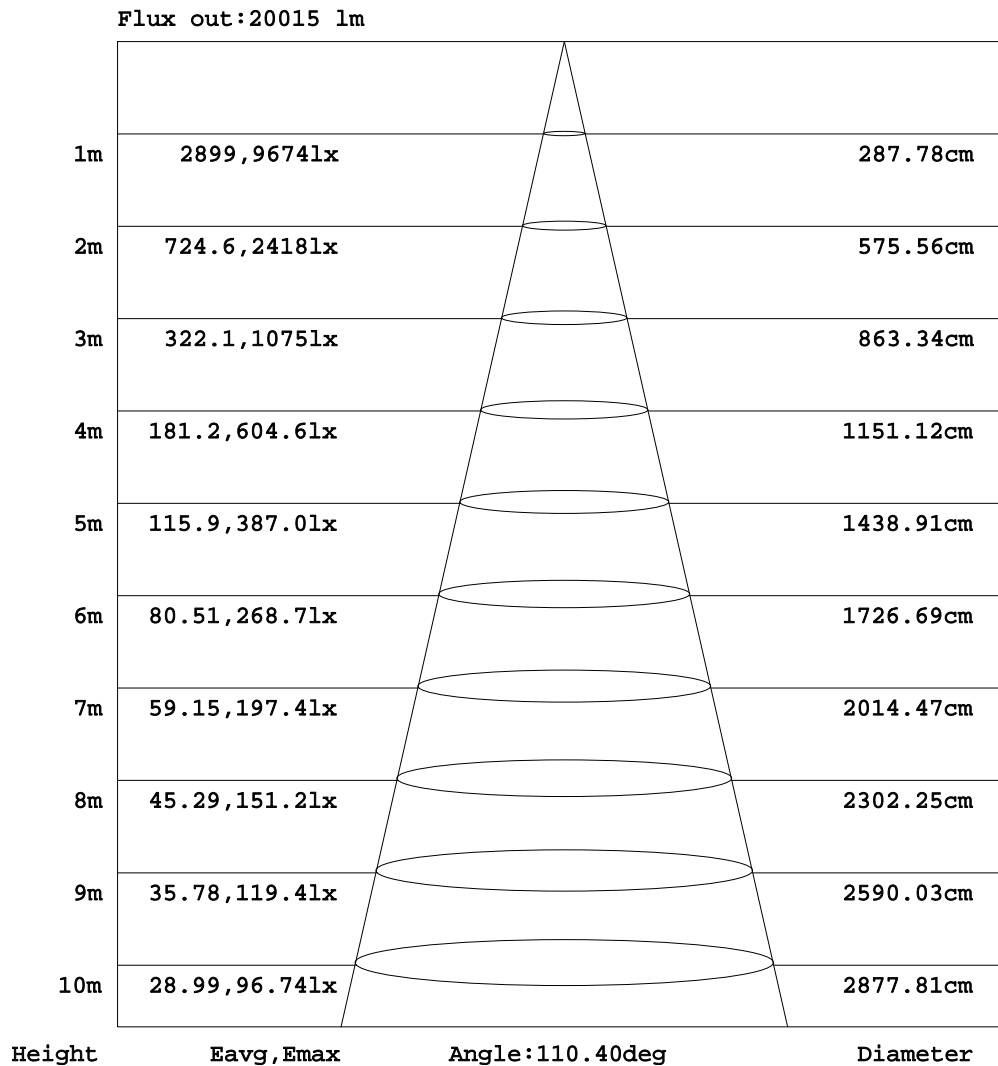 Flux out:20015 lm
1m 2899,9674lx 287.78cm
2m 724.6,2418lx 575.56cm
3m 322.1,1075lx 863.34cm
4m 181.2,604.6lx 1151.12cm
5m 115.9,387.0lx 1438.91cm
6m 80.51,268.7lx 1726.69cm
7m 59.15,197.4lx 2014.47cm
8m 45.29,151.2lx 2302.25cm
9m 35.78,119.4lx 2590.03cm
10m 28.99,96.74lx 2877.81cm
Height Eavg,Emax Angle:110.40deg Diameter